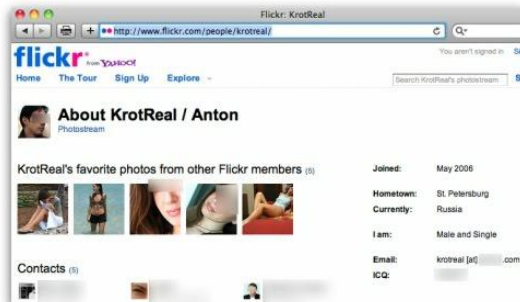 Flickr: KrotReal
http://www.flickr.com/people/krotreal/
Q
flickr from YAHOO!
You aren't signed in
Home The Tour Sign Up Explore
Search KrotReal's photostream
About KrotReal / Anton
Photostream
KrotReal's favorite photos from other Flickr members (5)
Joined: May 2006
Hometown: St. Petersburg
Currently: Russia
I am: Male and Single
Email: krotreal [at] .com
ICQ:
Contacts (5)